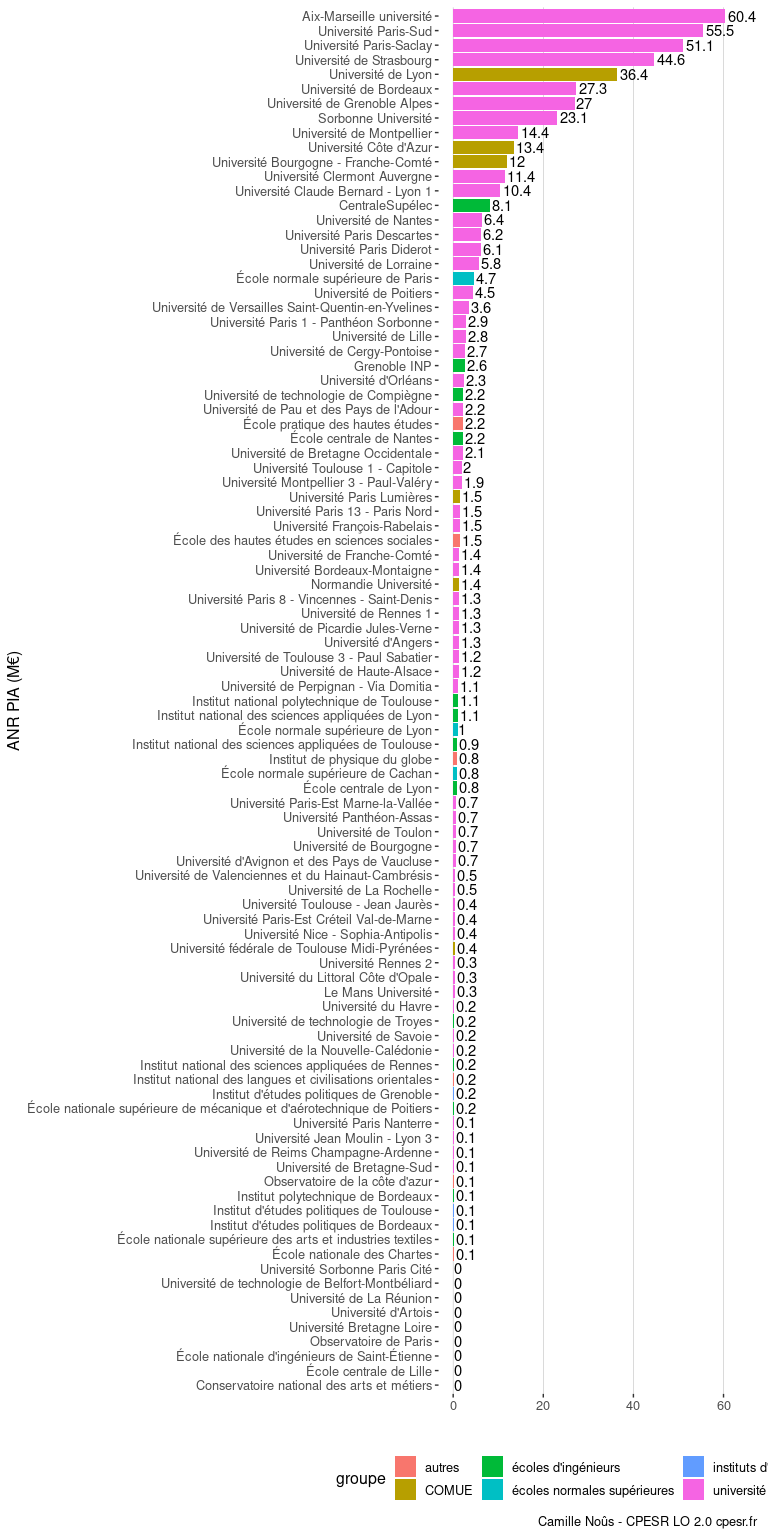 Aix-Marseille université 60.4
Université Paris-Sud 55.5
Université Paris-Saclay 51.1
Université de Strasbourg 44.6
Université de Lyon 36.4
Université de Bordeaux 27.3
Université de Grenoble Alpes 27
Sorbonne Université 23.1
Université de Montpellier 14.4
Université Côte d'Azur 13.4
Université Bourgogne - Franche-Comté 12
Université Clermont Auvergne 11.4
Université Claude Bernard - Lyon 1 10.4
CentraleSupélec 8.1
Université de Nantes 6.4
Université Paris Descartes 6.2
Université Paris Diderot 6.1
Université de Lorraine 5.8
École normale supérieure de Paris 4.7
Université de Poitiers 4.5
Université de Versailles Saint-Quentin-en-Yvelines 3.6
Université Paris 1 - Panthéon Sorbonne 2.9
Université de Lille 2.8
Université de Cergy-Pontoise 2.7
Grenoble INP 2.6
Université d'Orléans 2.3
Université de technologie de Compiègne 2.2
Université de Pau et des Pays de l'Adour 2.2
École pratique des hautes études 2.2
École centrale de Nantes 2.2
Université de Bretagne Occidentale 2.1
Université Toulouse 1 - Capitole 2
Université Montpellier 3 - Paul-Valéry 1.9
Université Paris Lumières 1.5
Université Paris 13 - Paris Nord 1.5
Université François-Rabelais 1.5
École des hautes études en sciences sociales 1.5
Université de Franche-Comté 1.4
Université Bordeaux-Montaigne 1.4
Normandie Université 1.4
Université Paris 8 - Vincennes - Saint-Denis 1.3
Université de Rennes 1 1.3
Université de Picardie Jules-Verne 1.3
Université d'Angers 1.3
Université de Toulouse 3 - Paul Sabatier 1.2
Université de Haute-Alsace 1.2
Université de Perpignan - Via Domitia 1.1
Institut national polytechnique de Toulouse 1.1
Institut national des sciences appliquées de Lyon 1.1
École normale supérieure de Lyon 1
Institut national des sciences appliquées de Toulouse 0.9
Institut de physique du globe 0.8
École normale supérieure de Cachan 0.8
École centrale de Lyon 0.8
Université Paris-Est Marne-la-Vallée 0.7
Université Panthéon-Assas 0.7
Université de Toulon 0.7
Université de Bourgogne 0.7
Université d'Avignon et des Pays de Vaucluse 0.7
Université de Valenciennes et du Hainaut-Cambrésis 0.5
Université de La Rochelle 0.5
Université Toulouse - Jean Jaurès 0.4
Université Paris-Est Créteil Val-de-Marne 0.4
Université Nice - Sophia-Antipolis 0.4
Université fédérale de Toulouse Midi-Pyrénées 0.4
Université Rennes 2 0.3
Université du Littoral Côte d'Opale 0.3
Le Mans Université 0.3
Université du Havre 0.2
Université de technologie de Troyes 0.2
Université de Savoie 0.2
Université de la Nouvelle-Calédonie 0.2
Institut national des sciences appliquées de Rennes 0.2
Institut national des langues et civilisations orientales 0.2
Institut d'études politiques de Grenoble 0.2
École nationale supérieure de mécanique et d'aérotechnique de Poitiers 0.2
Université Paris Nanterre 0.1
Université Jean Moulin - Lyon 3 0.1
Université de Reims Champagne-Ardenne 0.1
Université de Bretagne-Sud 0.1
Observatoire de la côte d'azur 0.1
Institut polytechnique de Bordeaux 0.1
Institut d'études politiques de Toulouse 0.1
Institut d'études politiques de Bordeaux 0.1
École nationale supérieure des arts et industries textiles 0.1
École nationale des Chartes 0.1
Université Sorbonne Paris Cité 0
Université de technologie de Belfort-Montbéliard 0
Université de La Réunion 0
Université d'Artois 0
Université Bretagne Loire 0
Observatoire de Paris 0
École nationale d'ingénieurs de Saint-Étienne 0
École centrale de Lille 0
Conservatoire national des arts et métiers 0
0 20 40 60
ANR PIA (M€)
groupe
autres écoles d'ingénieurs instituts d'
COMUE écoles normales supérieures université
Camille Noûs - CPESR LO 2.0 cpesr.fr